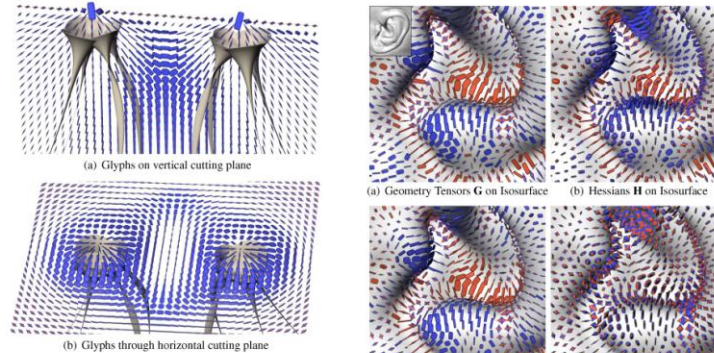 (a) Glyphs on vertical cutting plane
(b) Glyphs through horizontal cutting plane
(a) Geometry Tensors G on Isosurface
(b) Hessians H on Isosurface